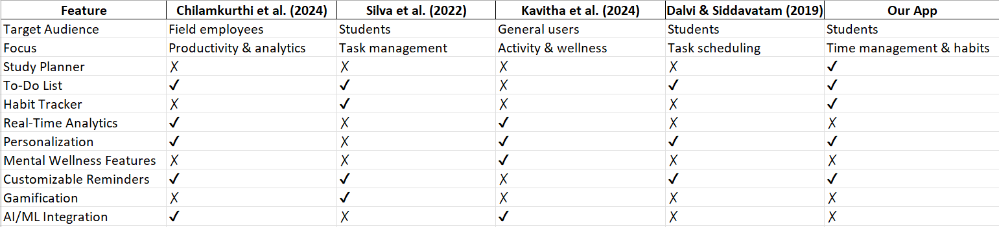 Feature Chilamkurthi et al. (2024) Silva et al. (2022) Kavitha et al. (2024) Dalvi & Siddavatam (2019) Our App
Target Audience Field employees Students General users Students Students
Focus Productivity & analytics Task management Activity & wellness Task scheduling Time management & habits
Study Planner ✗ ✗ ✗ ✗ ✓
To-Do List ✓ ✓ ✗ ✓ ✓
Habit Tracker ✗ ✓ ✗ ✗ ✓
Real-Time Analytics ✓ ✗ ✓ ✗ ✗
Personalization ✓ ✗ ✓ ✓ ✓
Mental Wellness Features ✗ ✗ ✓ ✗ ✗
Customizable Reminders ✓ ✓ ✗ ✓ ✓
Gamification ✗ ✓ ✗ ✗ ✗
AI/ML Integration ✓ ✗ ✓ ✗ ✗